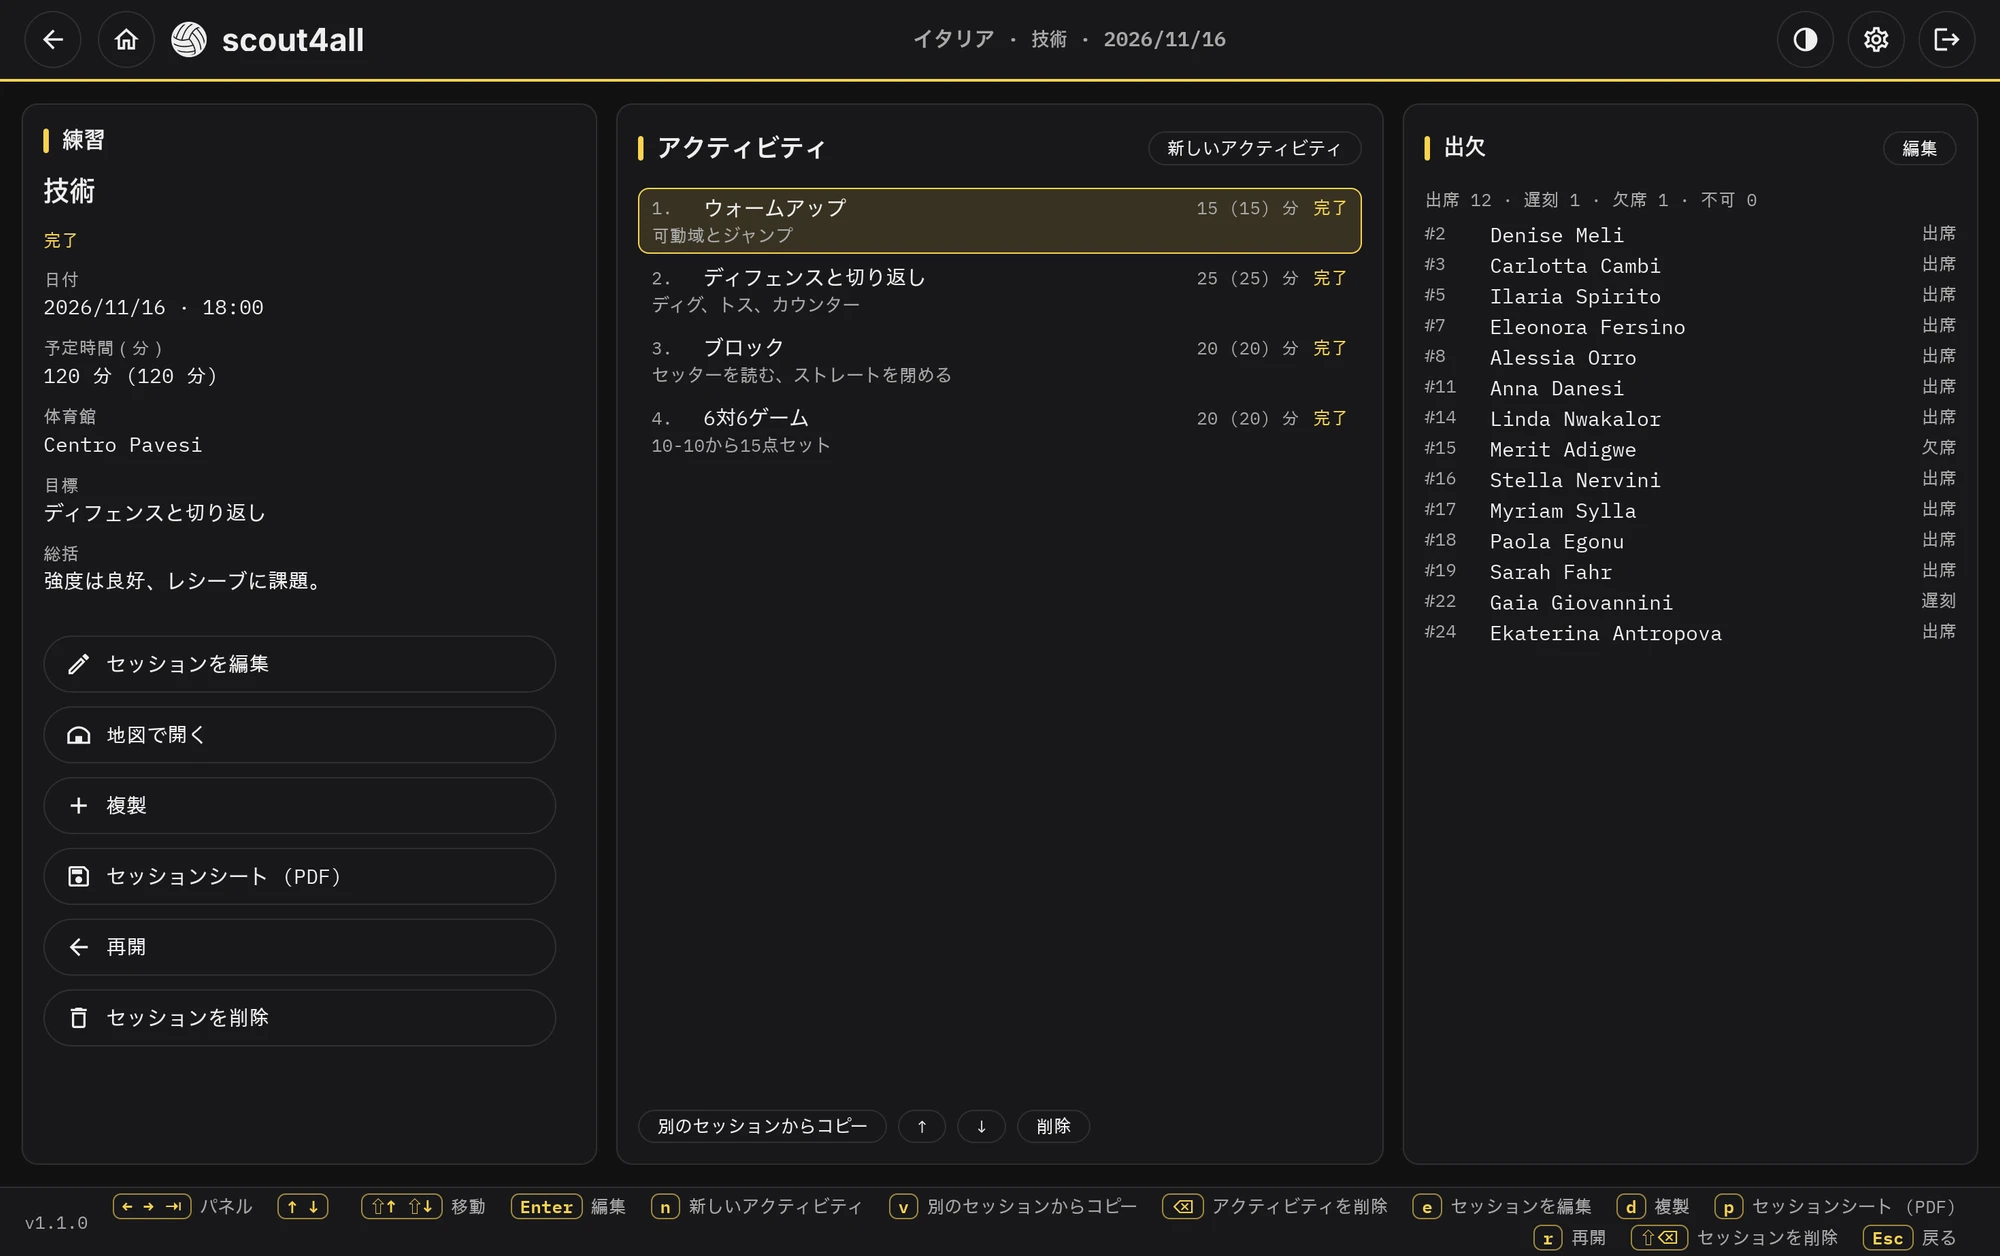 scout4all
イタリア · 技術 · 2026/11/16
練習
技術
完了
日付
2026/11/16 · 18:00
予定時間(分)
120 分 (120 分)
体育館
Centro Pavesi
目標
ディフェンスと切り返し
総括
強度は良好、レシーブに課題。
セッションを編集
地図で開く
複製
セッションシート (PDF)
再開
セッションを削除
アクティビティ 新しいアクティビティ
1. ウォームアップ 15 (15) 分 完了
可動域とジャンプ
2. ディフェンスと切り返し 25 (25) 分 完了
ディグ、トス、カウンター
3. ブロック 20 (20) 分 完了
セッターを読む、ストレートを閉める
4. 6対6ゲーム 20 (20) 分 完了
10-10から15点セット
別のセッションからコピー ↑ ↓ 削除
出欠 編集
出席 12 · 遅刻 1 · 欠席 1 · 不可 0
#2 Denise Meli 出席
#3 Carlotta Cambi 出席
#5 Ilaria Spirito 出席
#7 Eleonora Fersino 出席
#8 Alessia Orro 出席
#11 Anna Danesi 出席
#14 Linda Nwakalor 出席
#15 Merit Adigwe 欠席
#16 Stella Nervini 出席
#17 Myriam Sylla 出席
#18 Paola Egonu 出席
#19 Sarah Fahr 出席
#22 Gaia Giovannini 遅刻
#24 Ekaterina Antropova 出席
v1.1.0
← → ⇥ パネル ↑ ↓ ⇧↑ ⇧↓ 移動 Enter 編集 n 新しいアクティビティ v 別のセッションからコピー ⌫ アクティビティを削除 e セッションを編集 d 複製 p セッションシート (PDF)
r 再開 ⇧⌫ セッションを削除 Esc 戻る